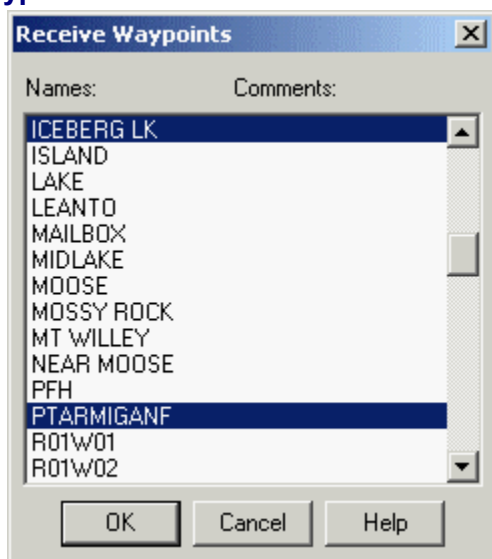 Receive Waypoints
Names: Comments:
ICEBERG LK
ISLAND
LAKE
LEANTO
MAILBOX
MIDLAKE
MOOSE
MOSSY ROCK
MT WILLEY
NEAR MOOSE
PFH
PTARMIGANF
R01W01
R01W02
OK Cancel Help